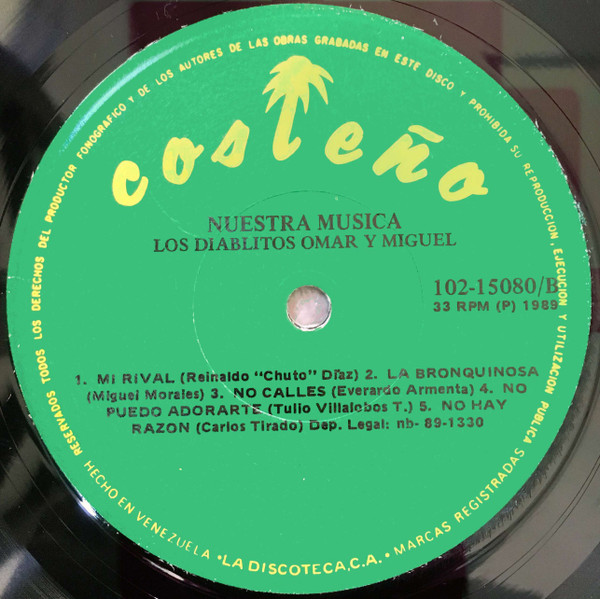 RESERVADOS TODOS LOS DERECHOS DEL PRODUCTOR FONOGRAFICO Y DE LOS AUTORES DE LAS OBRAS GRABADAS EN ESTE DISCO Y PROHIBIDA SU REPRODUCCION, EJECUCION Y UTILIZACION PUBLICA
costeño
NUESTRA MUSICA
LOS DIABLITOS OMAR Y MIGUEL
102-15080/B
33 RPM (P) 1989
1. MI RIVAL (Reinaldo "Chuto" Díaz) 2. LA BRONQUINOSA
(Miguel Morales) 3. NO CALLES (Everardo Armenta) 4. NO
PUEDO ADORARTE (Tulio Villalobos T.) 5. NO HAY
RAZON (Carlos Tirado) Dep. Legal: nb- 89-1330
HECHO EN VENEZUELA • LA DISCOTECA, C.A. • MARCAS REGISTRADAS